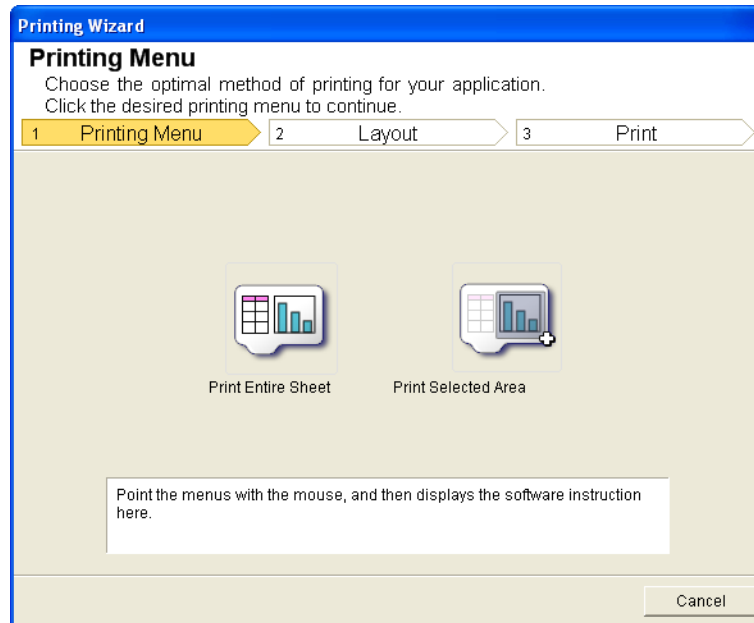 Printing Wizard
Printing Menu
Choose the optimal method of printing for your application.
Click the desired printing menu to continue.
1 Printing Menu 2 Layout 3 Print
Print Entire Sheet Print Selected Area
Point the menus with the mouse, and then displays the software instruction
here.
Cancel